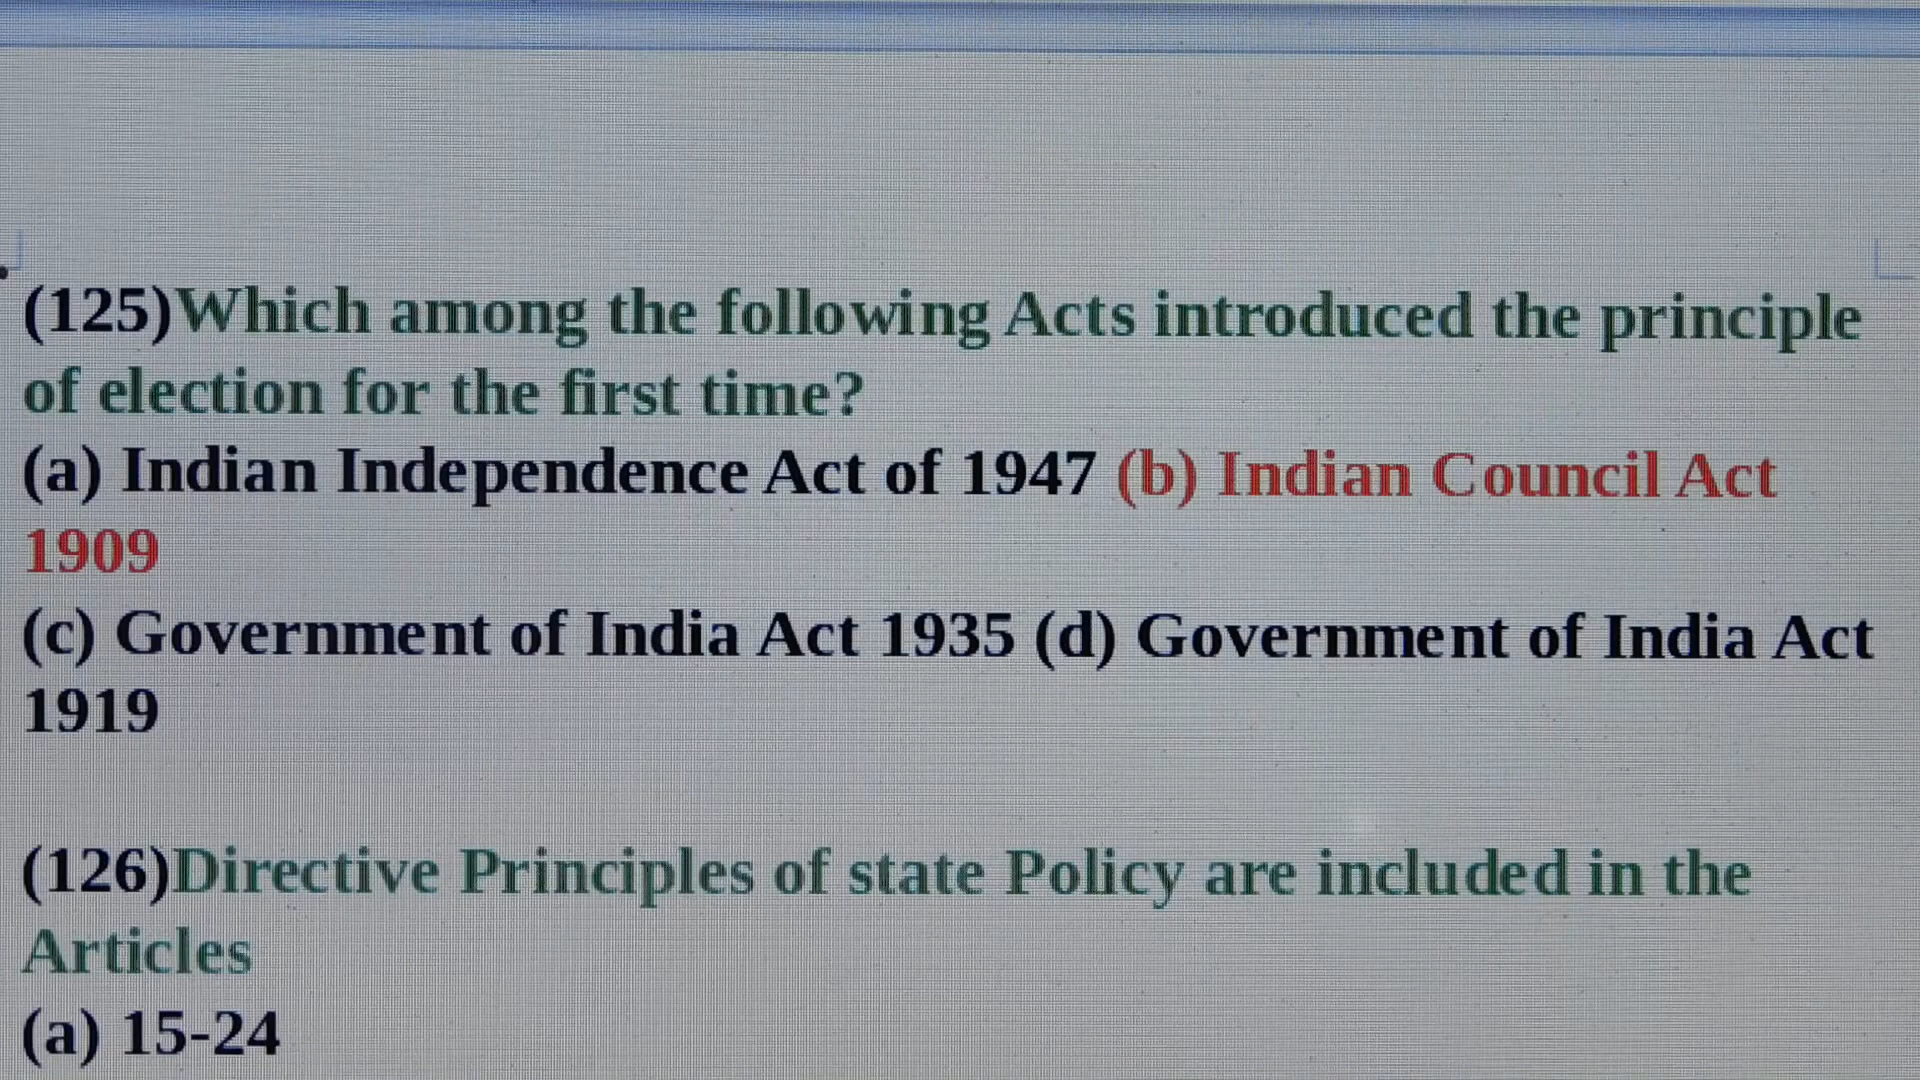 (125)Which among the following Acts introduced the principle
of election for the first time?
(a) Indian Independence Act of 1947 (b) Indian Council Act
1909
(c) Government of India Act 1935 (d) Government of India Act
1919
(126)Directive Principles of state Policy are included in the
Articles
(a) 15-24